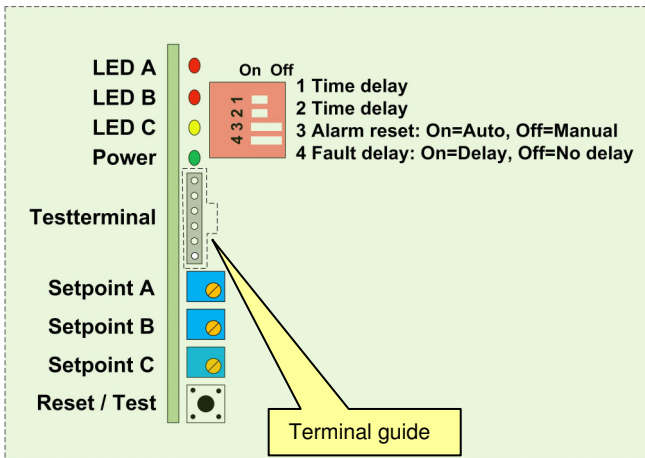 LED A
LED B
LED C
Power
On Off
4 3 2 1
1 Time delay
2 Time delay
3 Alarm reset: On=Auto, Off=Manual
4 Fault delay: On=Delay, Off=No delay
Testterminal
Setpoint A
Setpoint B
Setpoint C
Reset / Test
Terminal guide